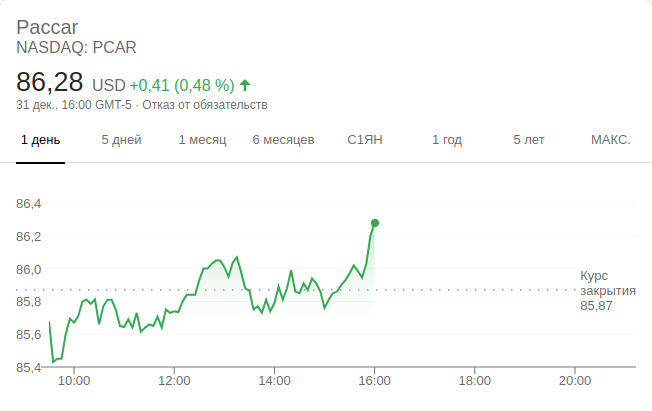 Paccar
NASDAQ: PCAR
86,28 USD +0,41 (0,48 %)
31 дек., 16:00 GMT-5 · Отказ от обязательств
1 день 5 дней 1 месяц 6 месяцев С1ЯН 1 год 5 лет МАКС.
86,4
86,2
86,0
85,8
85,6
85,4
Курс
закрытия
85,87
10:00 12:00 14:00 16:00 18:00 20:00